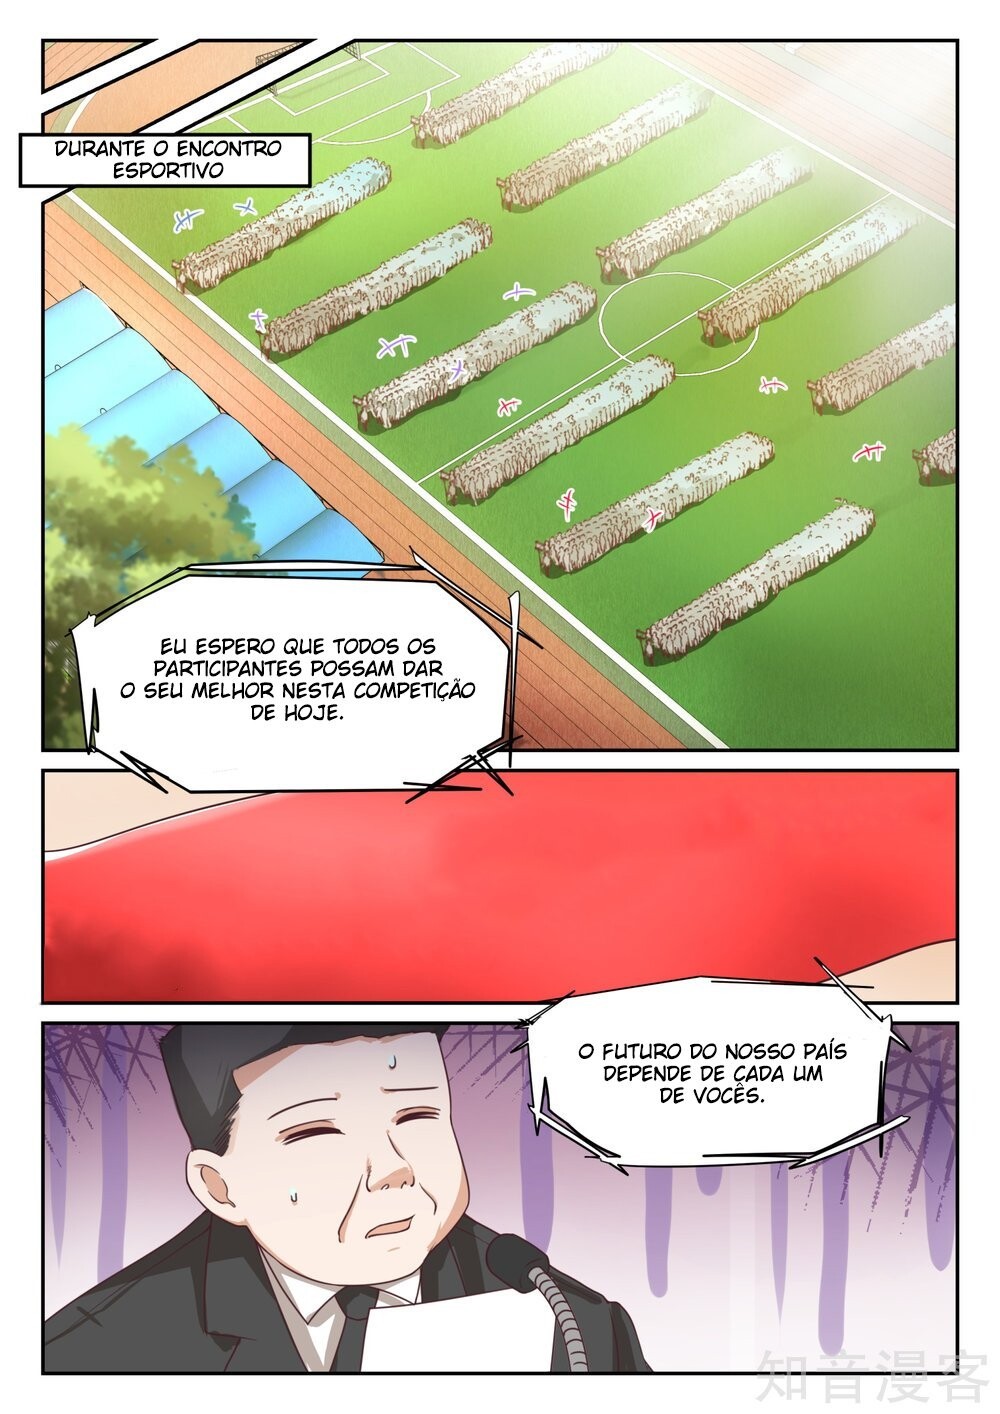 DURANTE O ENCONTRO
ESPORTIVO
EU ESPERO QUE TODOS OS
PARTICIPANTES POSSAM DAR
O SEU MELHOR NESTA COMPETIÇÃO
DE HOJE.
O FUTURO DO NOSSO PAÍS
DEPENDE DE CADA UM
DE VOCÊS.
知音漫客